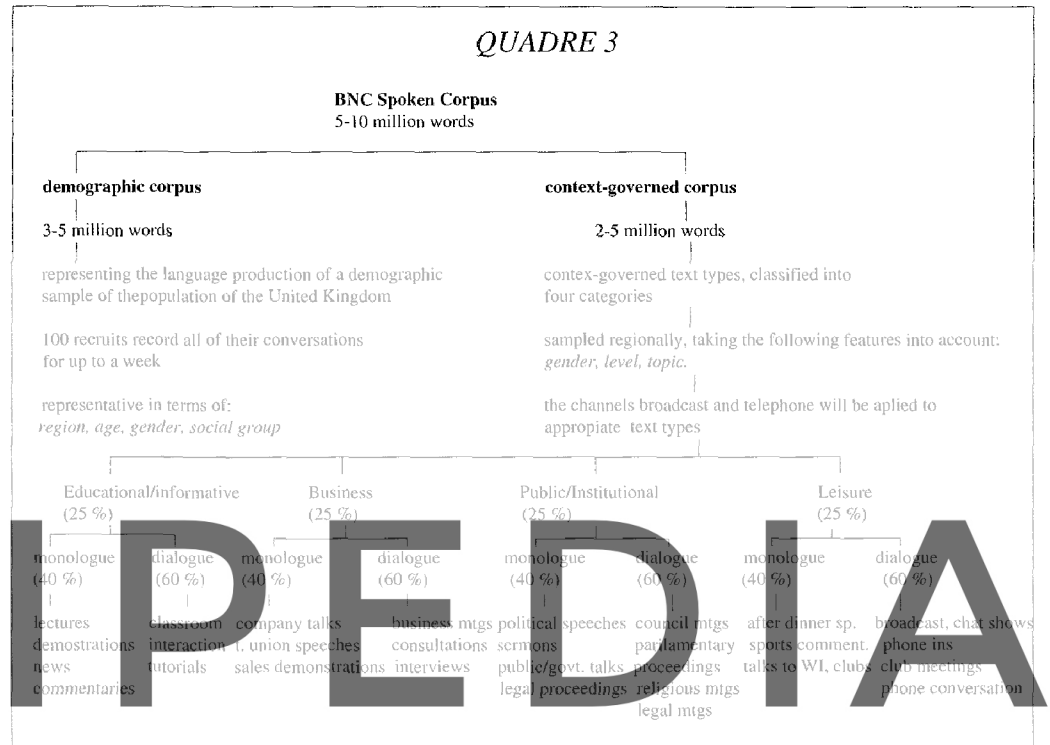 QUADRE 3
BNC Spoken Corpus
5-10 million words
demographic corpus
context-governed corpus
3-5 million words
2-5 million words
representing the language production of a demographic
sample of thepopulation of the United Kingdom
contex-governed text types, classified into
four categories
100 recruits record all of their conversations
for up to a week
sampled regionally, taking the following features into account:
gender, level, topic.
representative in terms of:
region, age, gender, social group
the channels broadcast and telephone will be aplied to
appropiate text types
Educational/informative
(25 %)
Business
(25 %)
Public/Institutional
(25 %)
Leisure
(25 %)
monologue
(40 %)
dialogue
(60 %)
monologue
(40 %)
dialogue
(60 %)
monologue
(40 %)
dialogue
(60 %)
monologue
(40 %)
dialogue
(60 %)
lectures
demostrations
news
commentaries
classroom
interaction
tutorials
company talks
t. union speeches
sales demonstrations
business mtgs
consultations
interviews
political speeches
sermons
public/govt. talks
legal proceedings
council mtgs
parilamentary
proceedings
religious mtgs
legal mtgs
after dinner sp.
sports comment.
talks to WI, clubs
broadcast, chat shows
phone ins
club meetings
phone conversation
IPEDIA